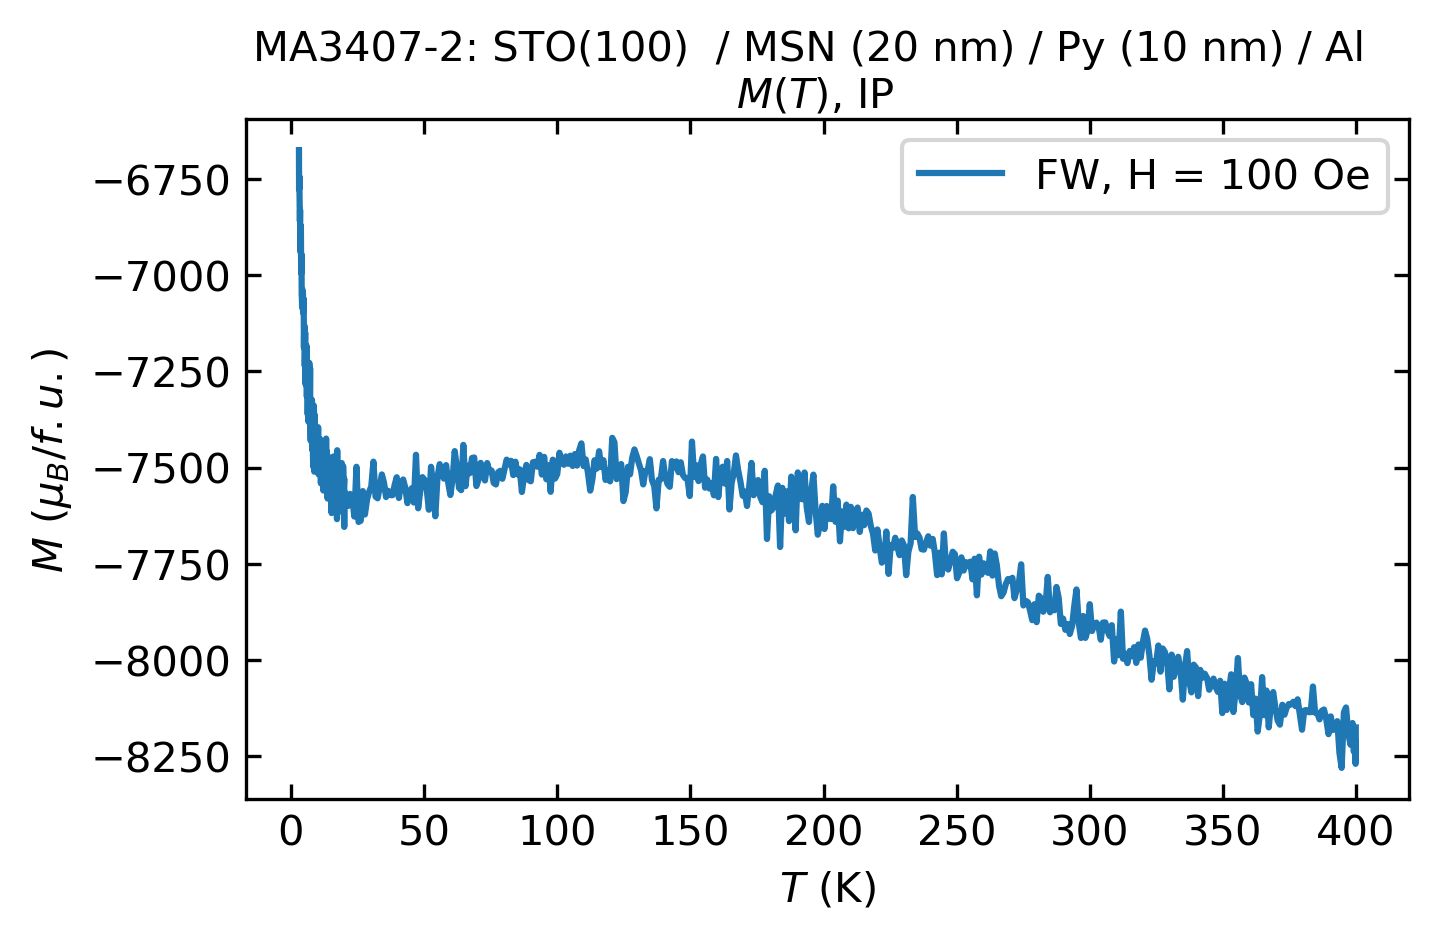 MA3407-2: STO(100)  / MSN (20 nm) / Py (10 nm) / Al
M(T), IP
FW, H = 100 Oe
−6750
−7000
−7250
−7500
−7750
−8000
−8250
M (μB/f. u. )
0 50 100 150 200 250 300 350 400
T (K)